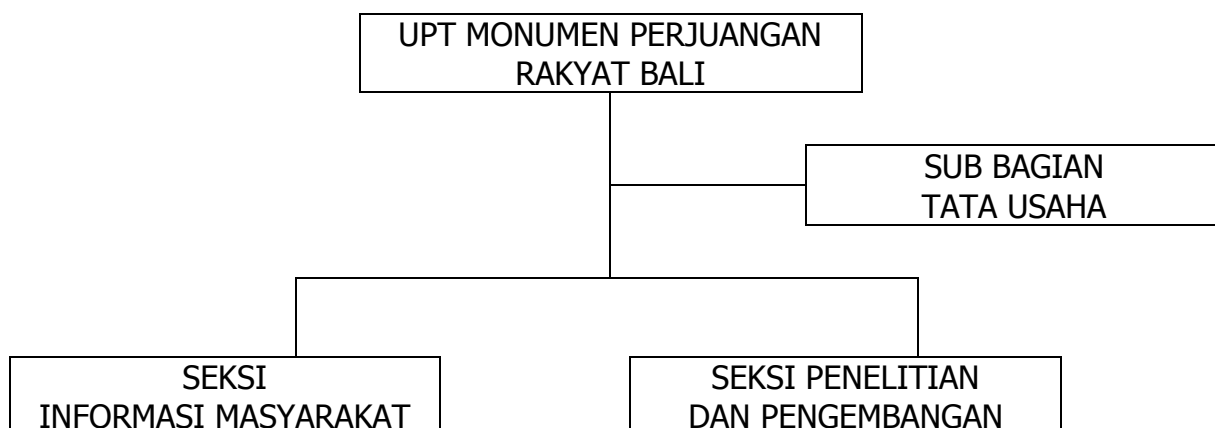 UPT MONUMEN PERJUANGAN
RAKYAT BALI
SUB BAGIAN
TATA USAHA
SEKSI
INFORMASI MASYARAKAT
SEKSI PENELITIAN
DAN PENGEMBANGAN